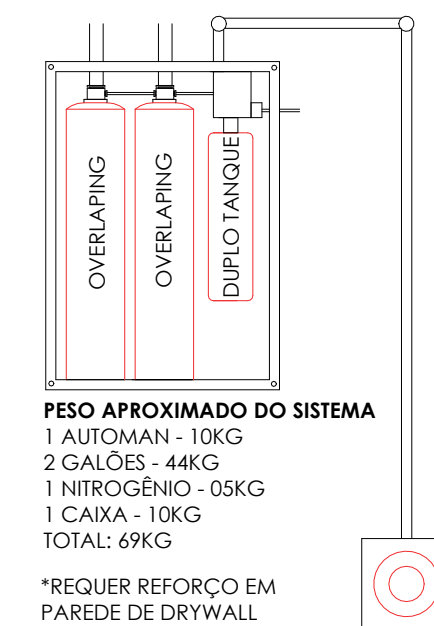 OVERLAPING
OVERLAPING
DUPLO TANQUE
PESO APROXIMADO DO SISTEMA
1 AUTOMAN - 10KG
2 GALÕES - 44KG
1 NITROGÊNIO - 05KG
1 CAIXA - 10KG
TOTAL: 69KG
*REQUER REFORÇO EM
PAREDE DE DRYWALL